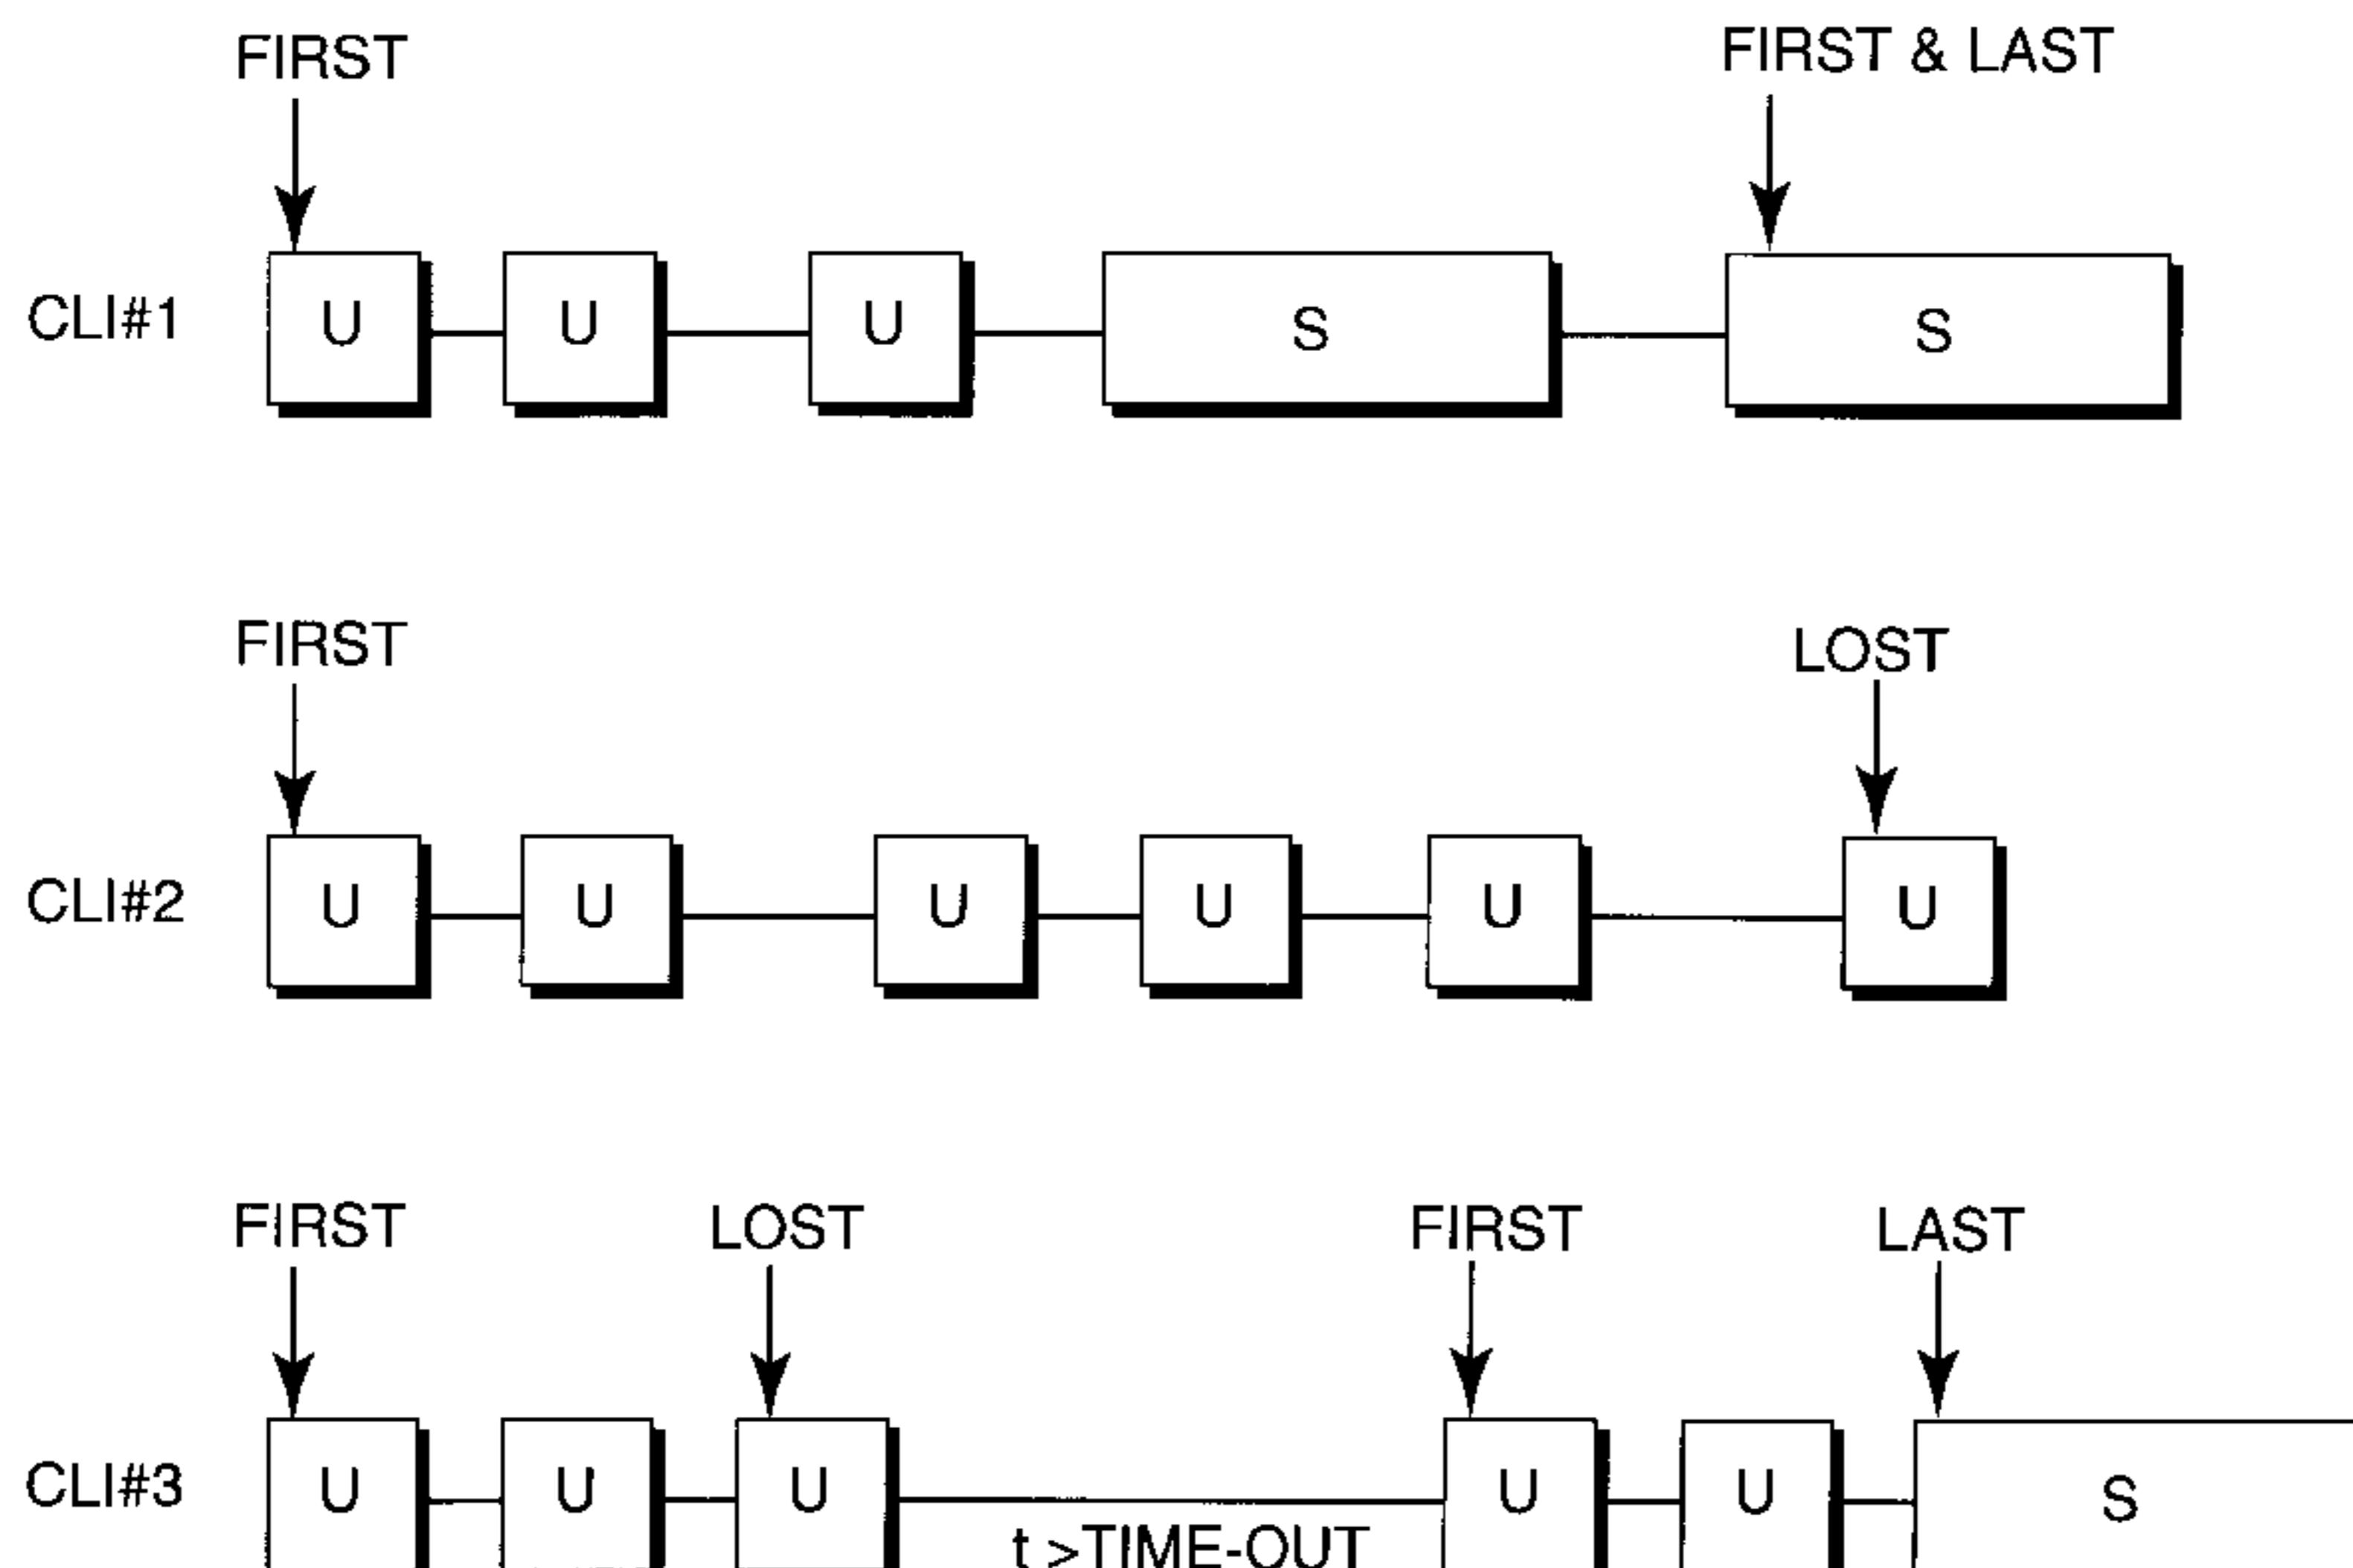 FIRST
FIRST & LAST
CLI#1 U U U S S
FIRST
LOST
CLI#2 U U U U U U
FIRST LOST FIRST LAST
CLI#3 U U U U U S
t >TIME-OUT